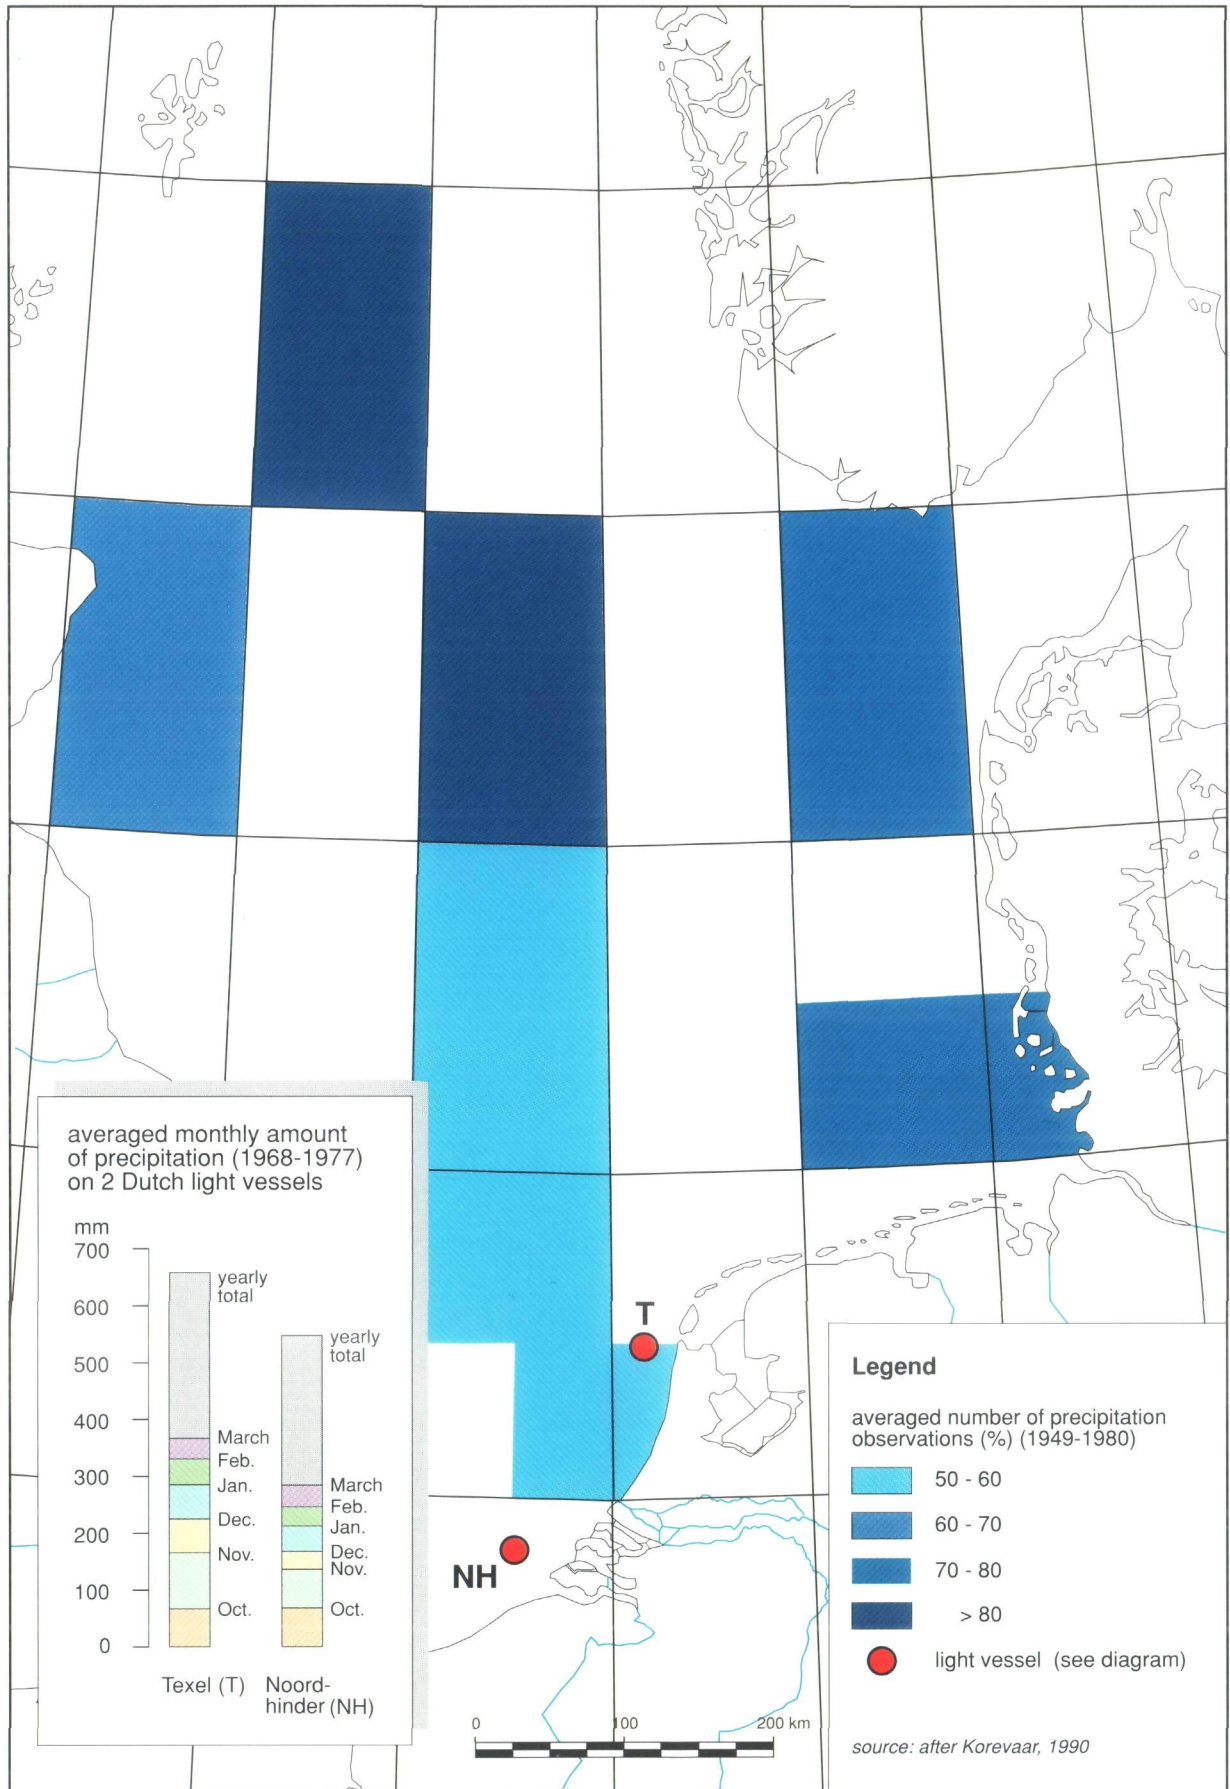 averaged monthly amount
of precipitation (1968-1977)
on 2 Dutch light vessels
mm
700
600
500
400
300
200
100
0
yearly
total
March
Feb.
Jan.
Dec.
Nov.
Oct.
yearly
total
March
Feb.
Jan.
Dec.
Nov.
Oct.
Texel (T)
Noord-
hinder (NH)
T
NH
0 100 200 km
Legend
averaged number of precipitation
observations (%) (1949-1980)
50 - 60
60 - 70
70 - 80
> 80
light vessel (see diagram)
source: after Korevaar, 1990